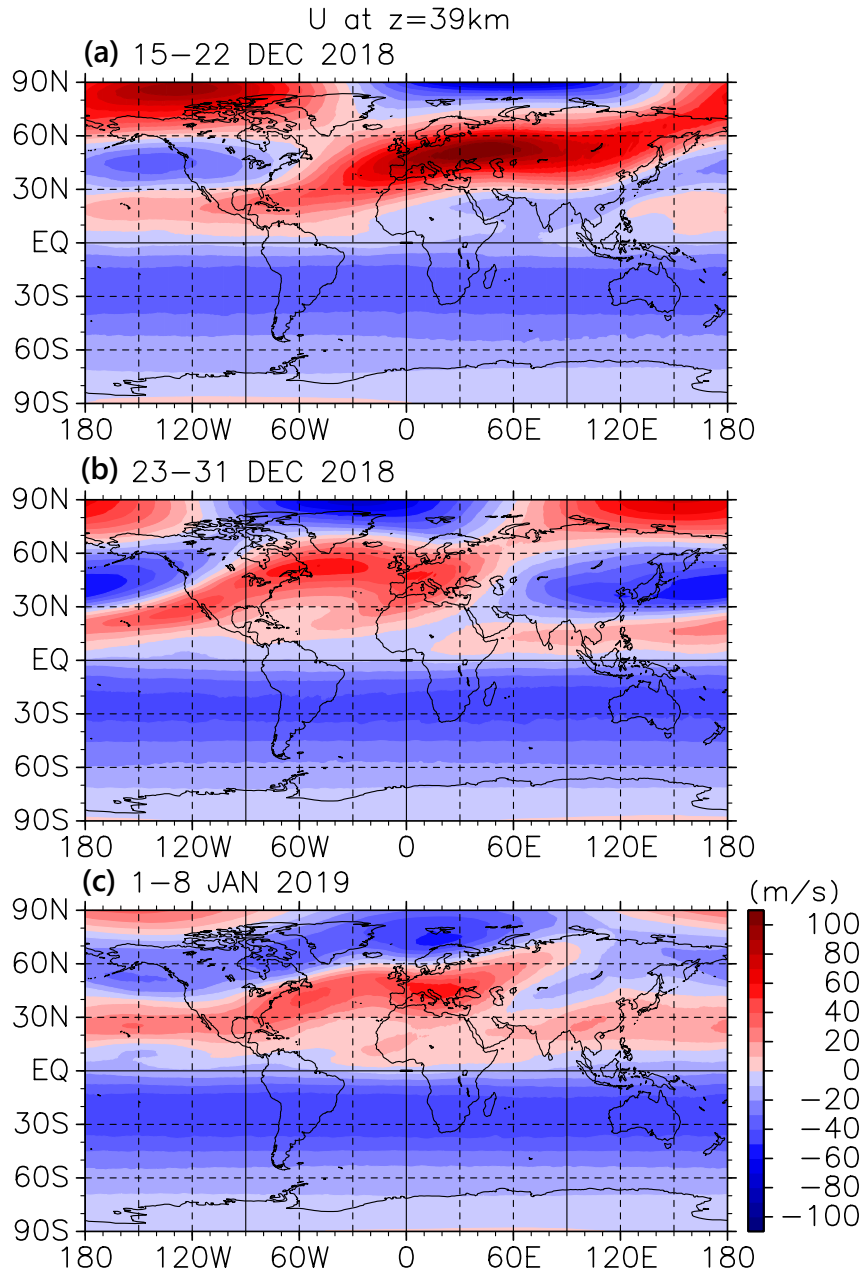 U at z=39km
(a) 15–22 DEC 2018
90N
60N
30N
EQ
30S
60S
90S
180 120W 60W 0 60E 120E 180
(b) 23–31 DEC 2018
90N
60N
30N
EQ
30S
60S
90S
180 120W 60W 0 60E 120E 180
(c) 1–8 JAN 2019
(m/s)
90N
60N
30N
EQ
30S
60S
90S
180 120W 60W 0 60E 120E 180
100
80
60
40
20
0
−20
−40
−60
−80
−100